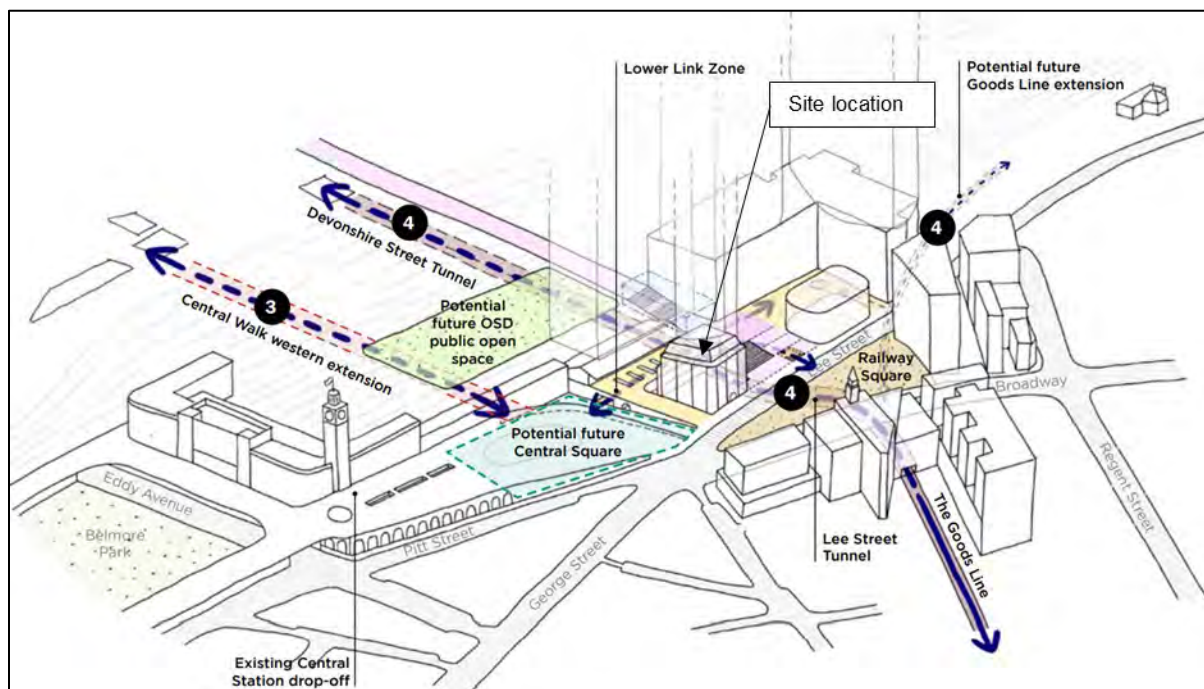 Lower Link Zone
Potential future
Goods Line extension
Site location
4
4
Devonshire Street Tunnel
3
Central Walk western extension
Potential
future OSD
public open
space
Lee Street
Railway
Square
4
Broadway
Potential future
Central Square
Eddy Avenue
Belmore
Park
Pitt Street
George Street
Regent Street
Lee Street
Tunnel
The Goods Line
Existing Central
Station drop-off